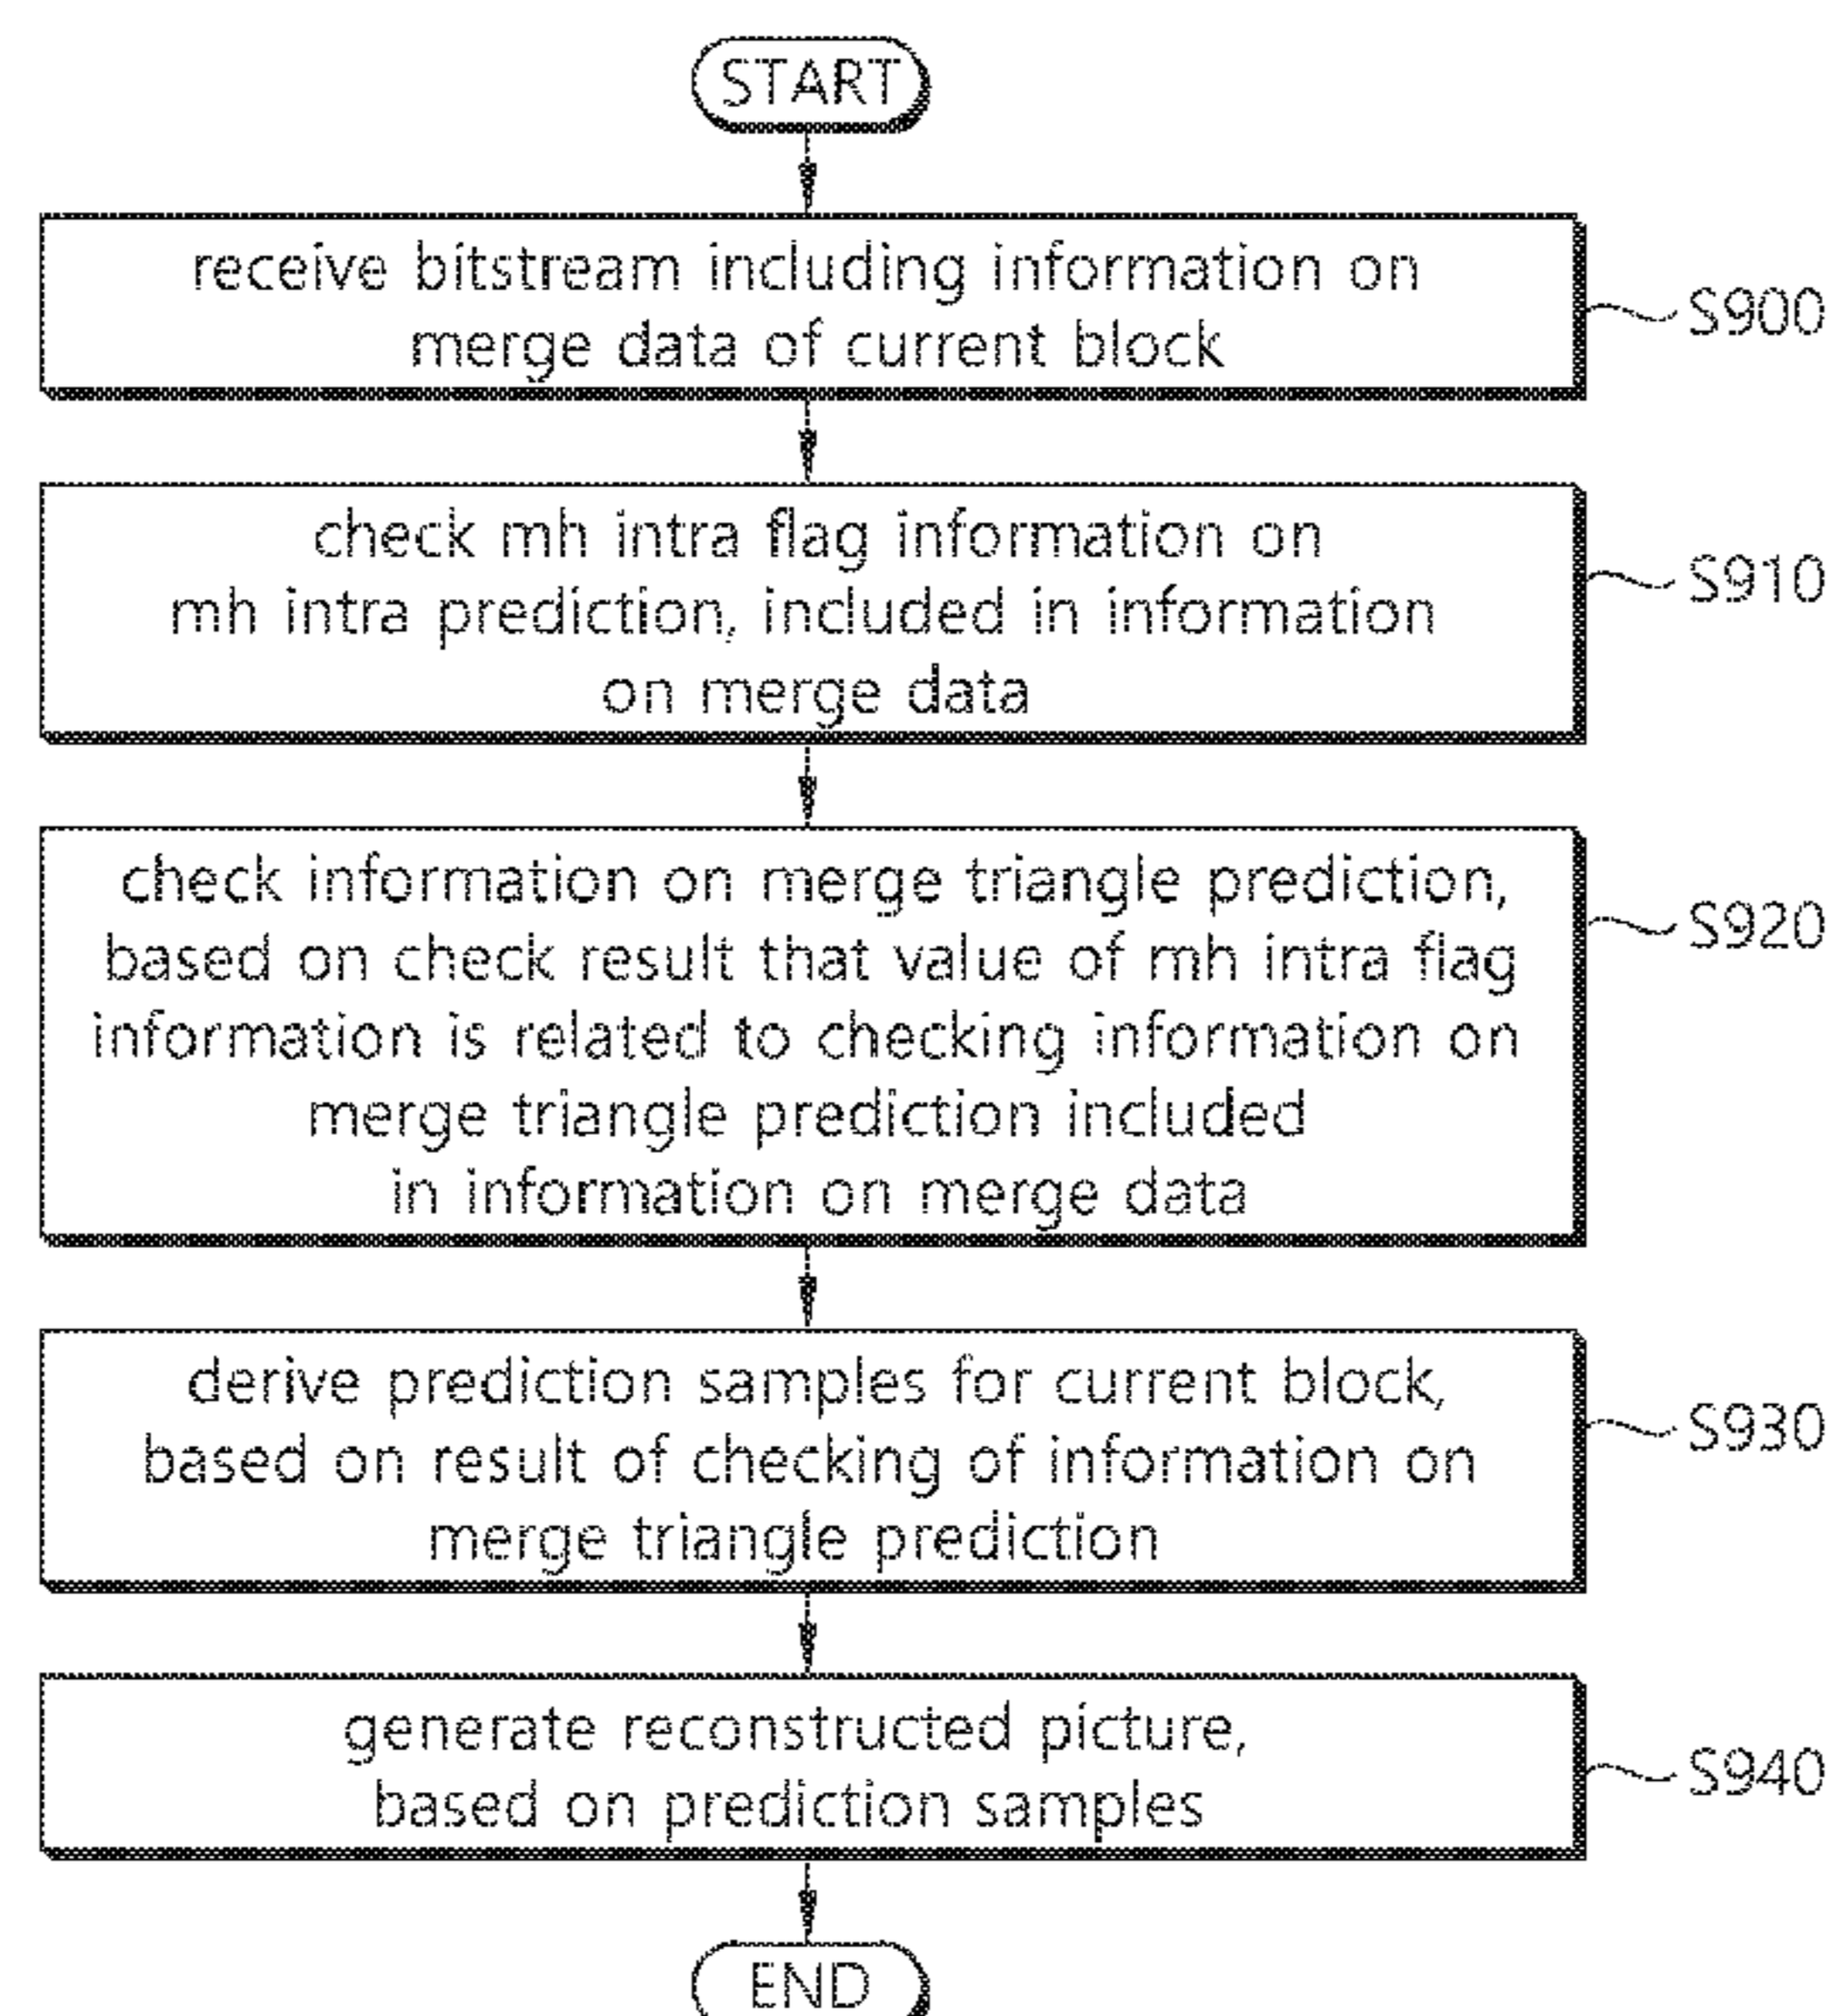 START
receive bitstream including information on
merge data of current block
S900
check mh intra flag information on
mh intra prediction, included in information
on merge data
S910
check information on merge triangle prediction,
based on check result that value of mh intra flag
information is related to checking information on
merge triangle prediction included
in information on merge data
S920
derive prediction samples for current block,
based on result of checking of information on
merge triangle prediction
S930
generate reconstructed picture,
based on prediction samples
S940
END